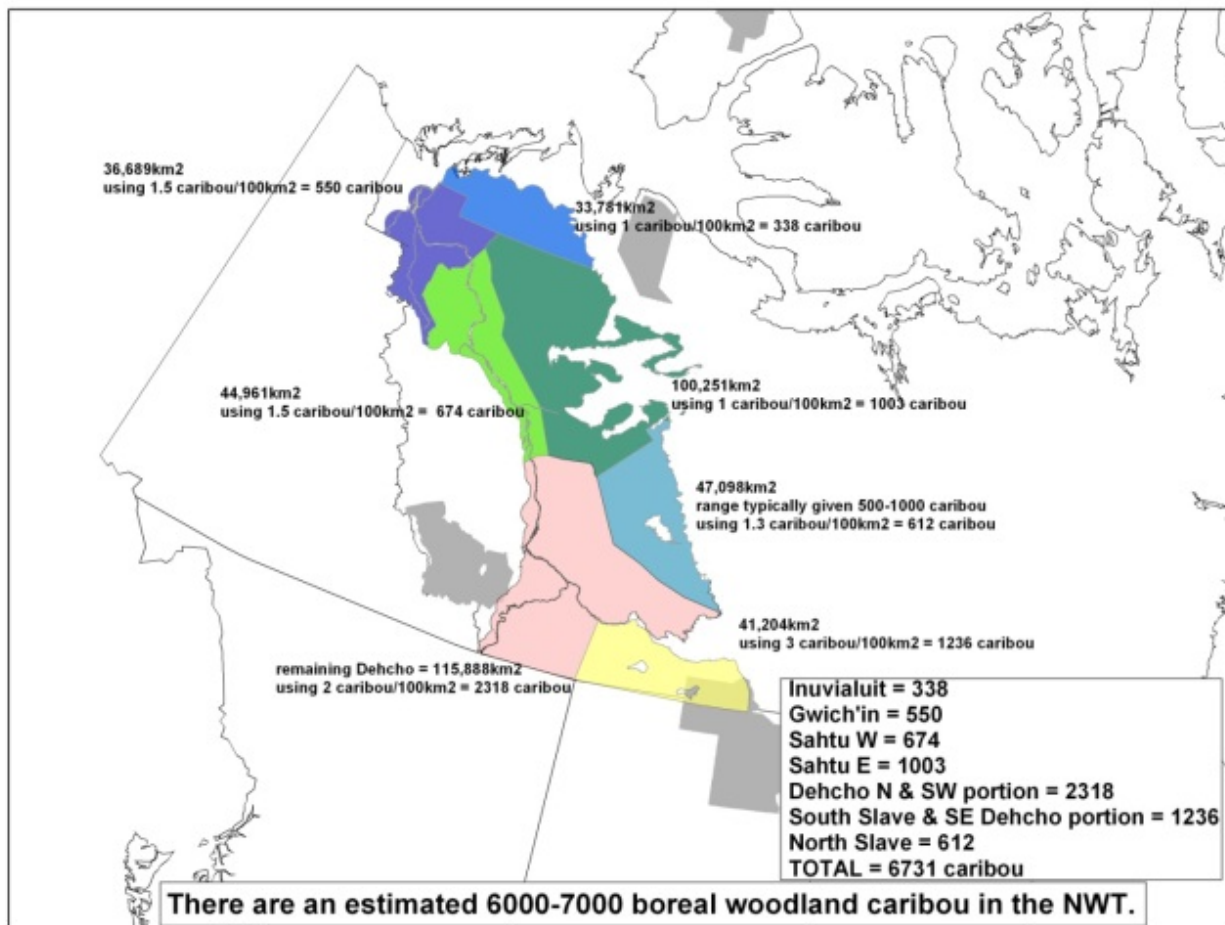 36,689km2
using 1.5 caribou/100km2 = 550 caribou
33,781km2
using 1 caribou/100km2 = 338 caribou
44,961km2
using 1.5 caribou/100km2 = 674 caribou
100,251km2
using 1 caribou/100km2 = 1003 caribou
47,098km2
range typically given 500-1000 caribou
using 1.3 caribou/100km2 = 612 caribou
41,204km2
using 3 caribou/100km2 = 1236 caribou
remaining Dehcho = 115,888km2
using 2 caribou/100km2 = 2318 caribou
Inuvialuit = 338
Gwich'in = 550
Sahtu W = 674
Sahtu E = 1003
Dehcho N & SW portion = 2318
South Slave & SE Dehcho portion = 1236
North Slave = 612
TOTAL = 6731 caribou
There are an estimated 6000-7000 boreal woodland caribou in the NWT.